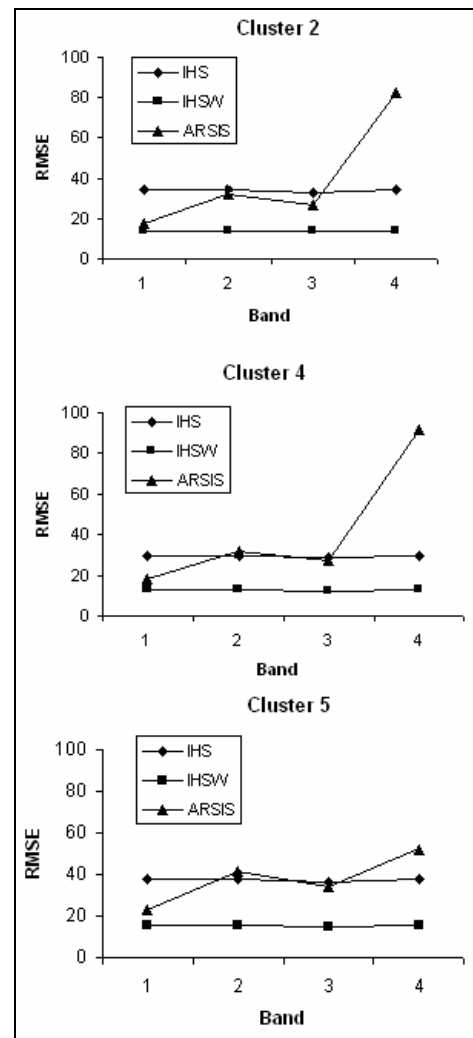 Cluster 2
100
80
60
40
20
0
RMSE
IHS
IHSW
ARSIS
1 2 3 4
Band
Cluster 4
100
80
60
40
20
0
RMSE
IHS
IHSW
ARSIS
1 2 3 4
Band
Cluster 5
100
80
60
40
20
0
RMSE
IHS
IHSW
ARSIS
1 2 3 4
Band